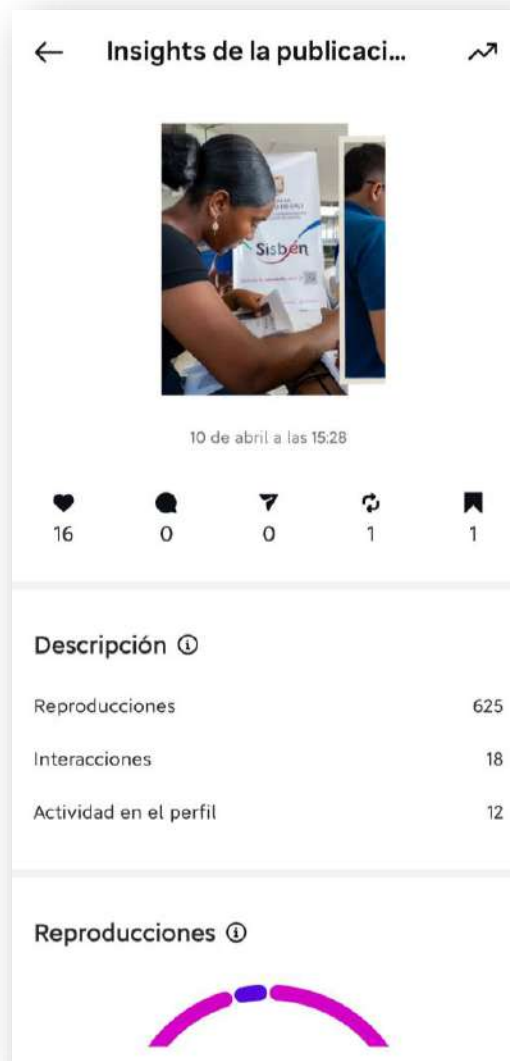 Insights de la publicaci...
Sisbén
10 de abril a las 15:28
16 0 0 1 1
Descripción
Reproducciones 625
Interacciones 18
Actividad en el perfil 12
Reproducciones